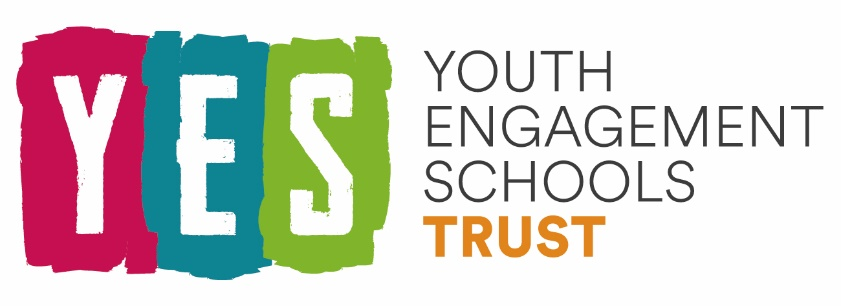 YES
YOUTH
ENGAGEMENT
SCHOOLS
TRUST